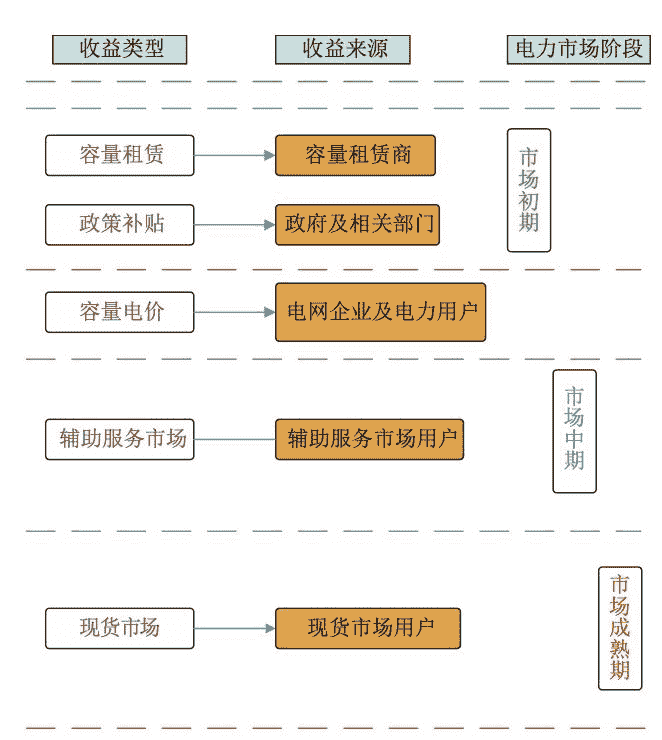 收益类型
收益来源
电力市场阶段
容量租赁
容量租赁商
市场初期
政策补贴
政府及相关部门
容量电价
电网企业及电力用户
市场中期
辅助服务市场
辅助服务市场用户
现货市场
现货市场用户
市场成熟期